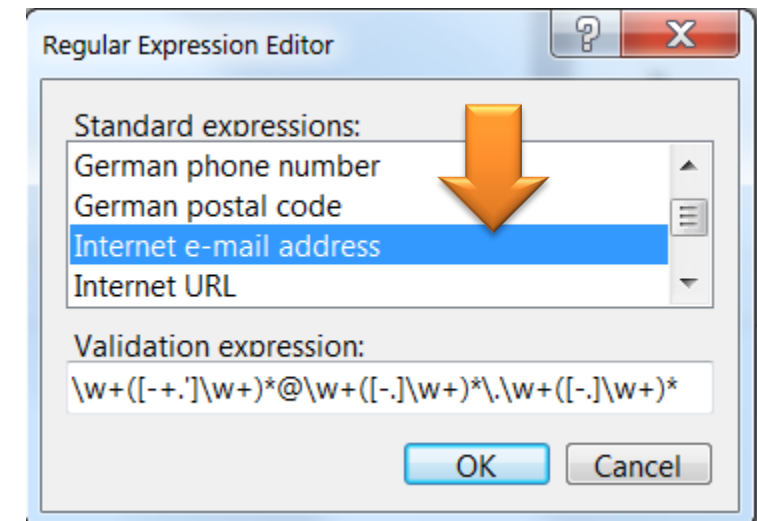 Regular Expression Editor
Standard expressions:
German phone number
German postal code
Internet e-mail address
Internet URL
Validation expression:
\w+([-+.']\w+)*@\w+([-.]\w+)*\.\w+([-.]\w+)*
OK Cancel